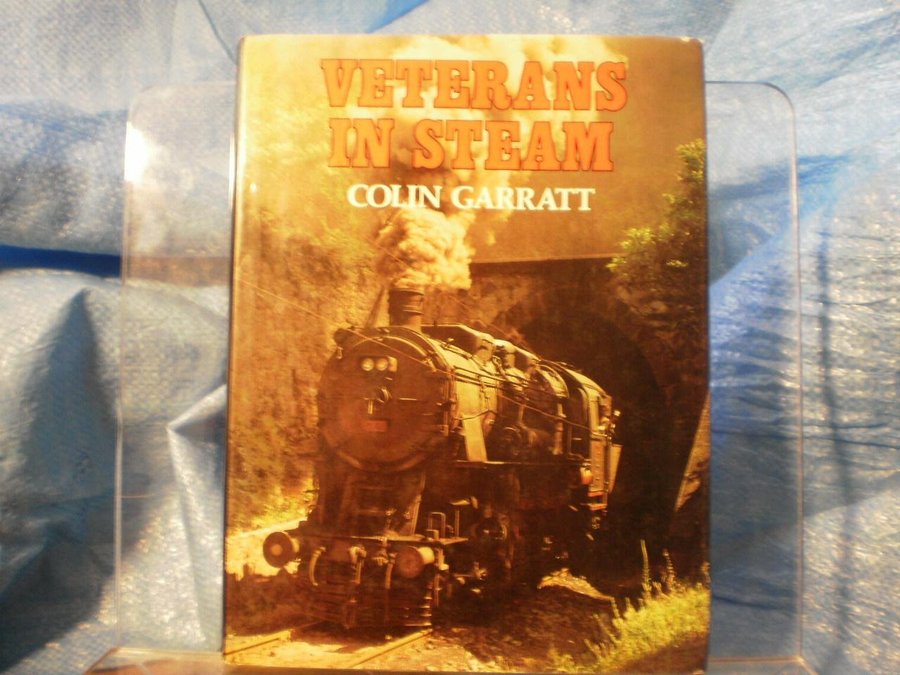 VETERANS
IN STEAM
COLIN GARRATT